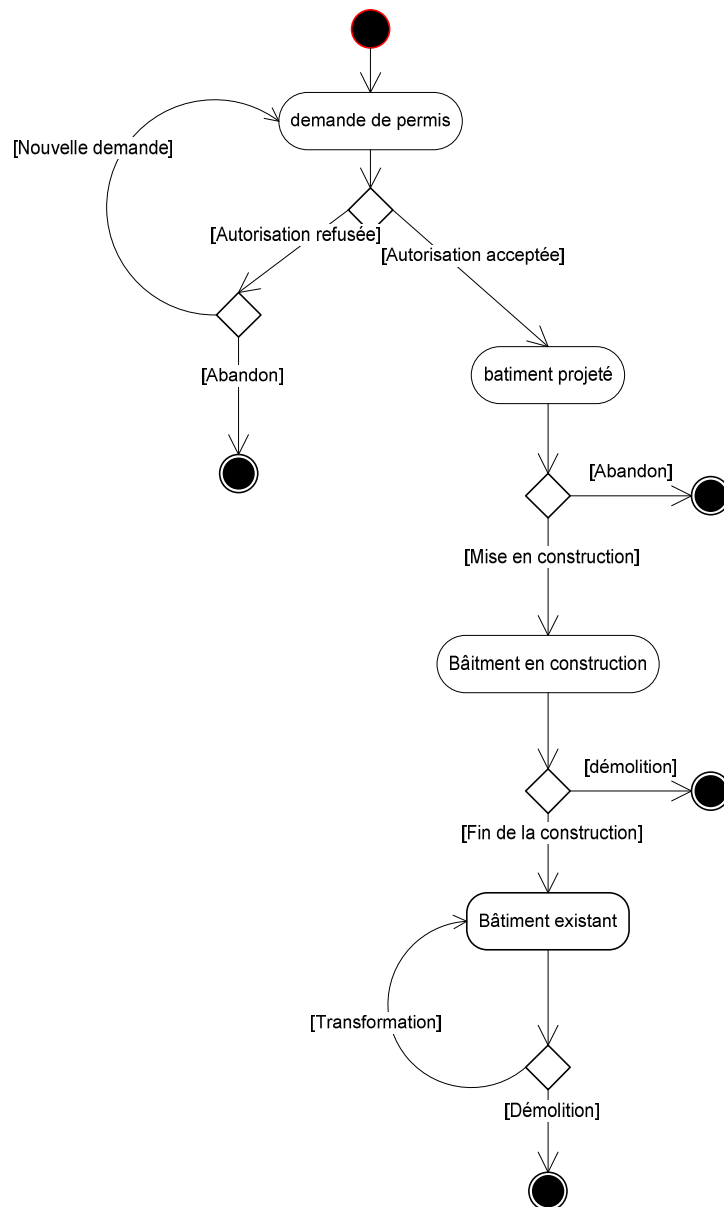 demande de permis
[Nouvelle demande]
[Autorisation refusée]
[Autorisation acceptée]
[Abandon]
batiment projeté
[Abandon]
[Mise en construction]
Bâitment en construction
[démolition]
[Fin de la construction]
Bâtiment existant
[Transformation]
[Démolition]